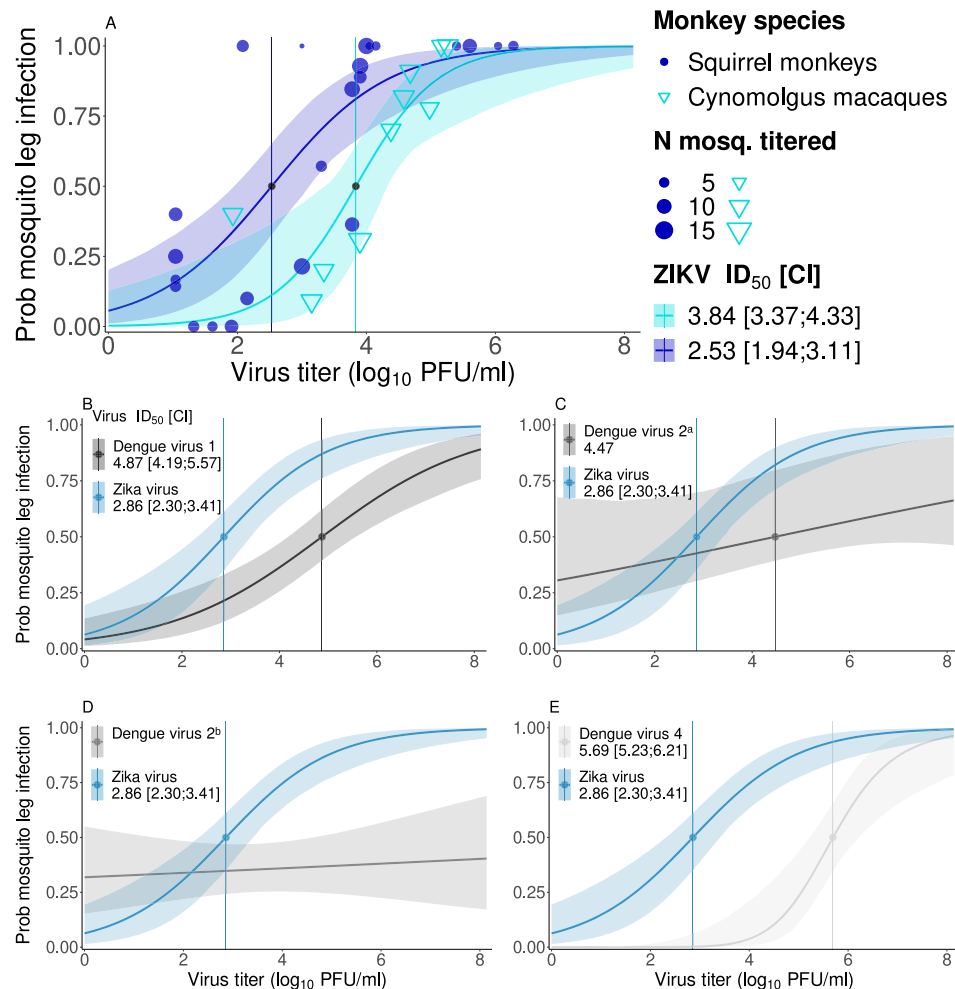 A
Prob mosquito leg infection
1.00
0.75
0.50
0.25
0.00
0 2 4 6 8
Virus titer (log₁₀ PFU/ml)
Monkey species
Squirrel monkeys
Cynomolgus macaques
N mosq. titered
5
10
15
ZIKV ID₅₀ [CI]
3.84 [3.37;4.33]
2.53 [1.94;3.11]
B
Virus ID₅₀ [CI]
Dengue virus 1
4.87 [4.19;5.57]
Zika virus
2.86 [2.30;3.41]
Prob mosquito leg infection
1.00
0.75
0.50
0.25
0.00
0 2 4 6 8
C
Dengue virus 2ᵃ
4.47
Zika virus
2.86 [2.30;3.41]
1.00
0.75
0.50
0.25
0.00
0 2 4 6 8
D
Dengue virus 2ᵇ
Zika virus
2.86 [2.30;3.41]
Prob mosquito leg infection
1.00
0.75
0.50
0.25
0.00
0 2 4 6 8
Virus titer (log₁₀ PFU/ml)
E
Dengue virus 4
5.69 [5.23;6.21]
Zika virus
2.86 [2.30;3.41]
1.00
0.75
0.50
0.25
0.00
0 2 4 6 8
Virus titer (log₁₀ PFU/ml)